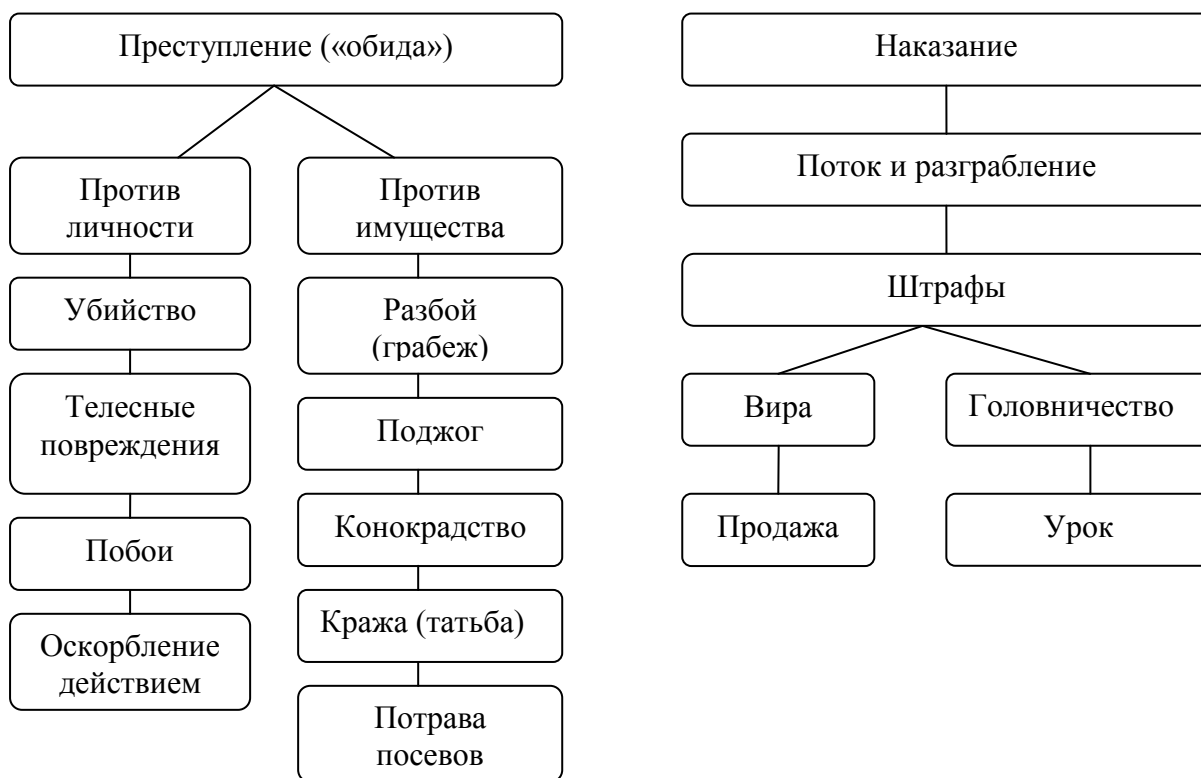 Преступление («обида»)
Против
личности
Убийство
Телесные
повреждения
Побои
Оскорбление
действием
Против
имущества
Разбой
(грабеж)
Поджог
Конокрадство
Кража (татьба)
Потрава
посевов
Наказание
Поток и разграбление
Штрафы
Вира
Продажа
Головничество
Урок